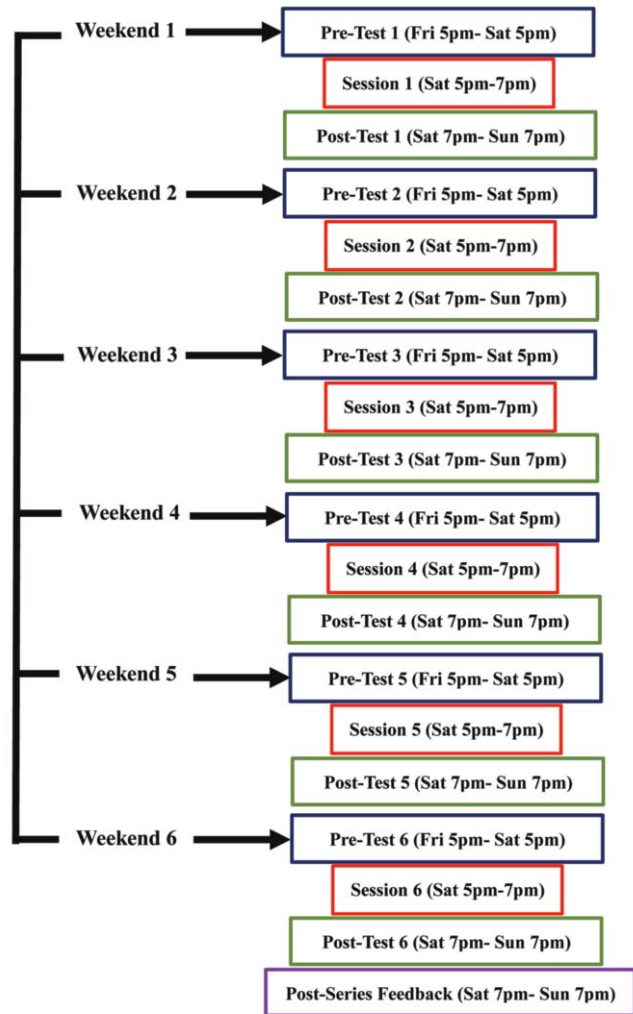 Weekend 1
Pre-Test 1 (Fri 5pm- Sat 5pm)
Session 1 (Sat 5pm-7pm)
Post-Test 1 (Sat 7pm- Sun 7pm)
Weekend 2
Pre-Test 2 (Fri 5pm- Sat 5pm)
Session 2 (Sat 5pm-7pm)
Post-Test 2 (Sat 7pm- Sun 7pm)
Weekend 3
Pre-Test 3 (Fri 5pm- Sat 5pm)
Session 3 (Sat 5pm-7pm)
Post-Test 3 (Sat 7pm- Sun 7pm)
Weekend 4
Pre-Test 4 (Fri 5pm- Sat 5pm)
Session 4 (Sat 5pm-7pm)
Post-Test 4 (Sat 7pm- Sun 7pm)
Weekend 5
Pre-Test 5 (Fri 5pm- Sat 5pm)
Session 5 (Sat 5pm-7pm)
Post-Test 5 (Sat 7pm- Sun 7pm)
Weekend 6
Pre-Test 6 (Fri 5pm- Sat 5pm)
Session 6 (Sat 5pm-7pm)
Post-Test 6 (Sat 7pm- Sun 7pm)
Post-Series Feedback (Sat 7pm- Sun 7pm)